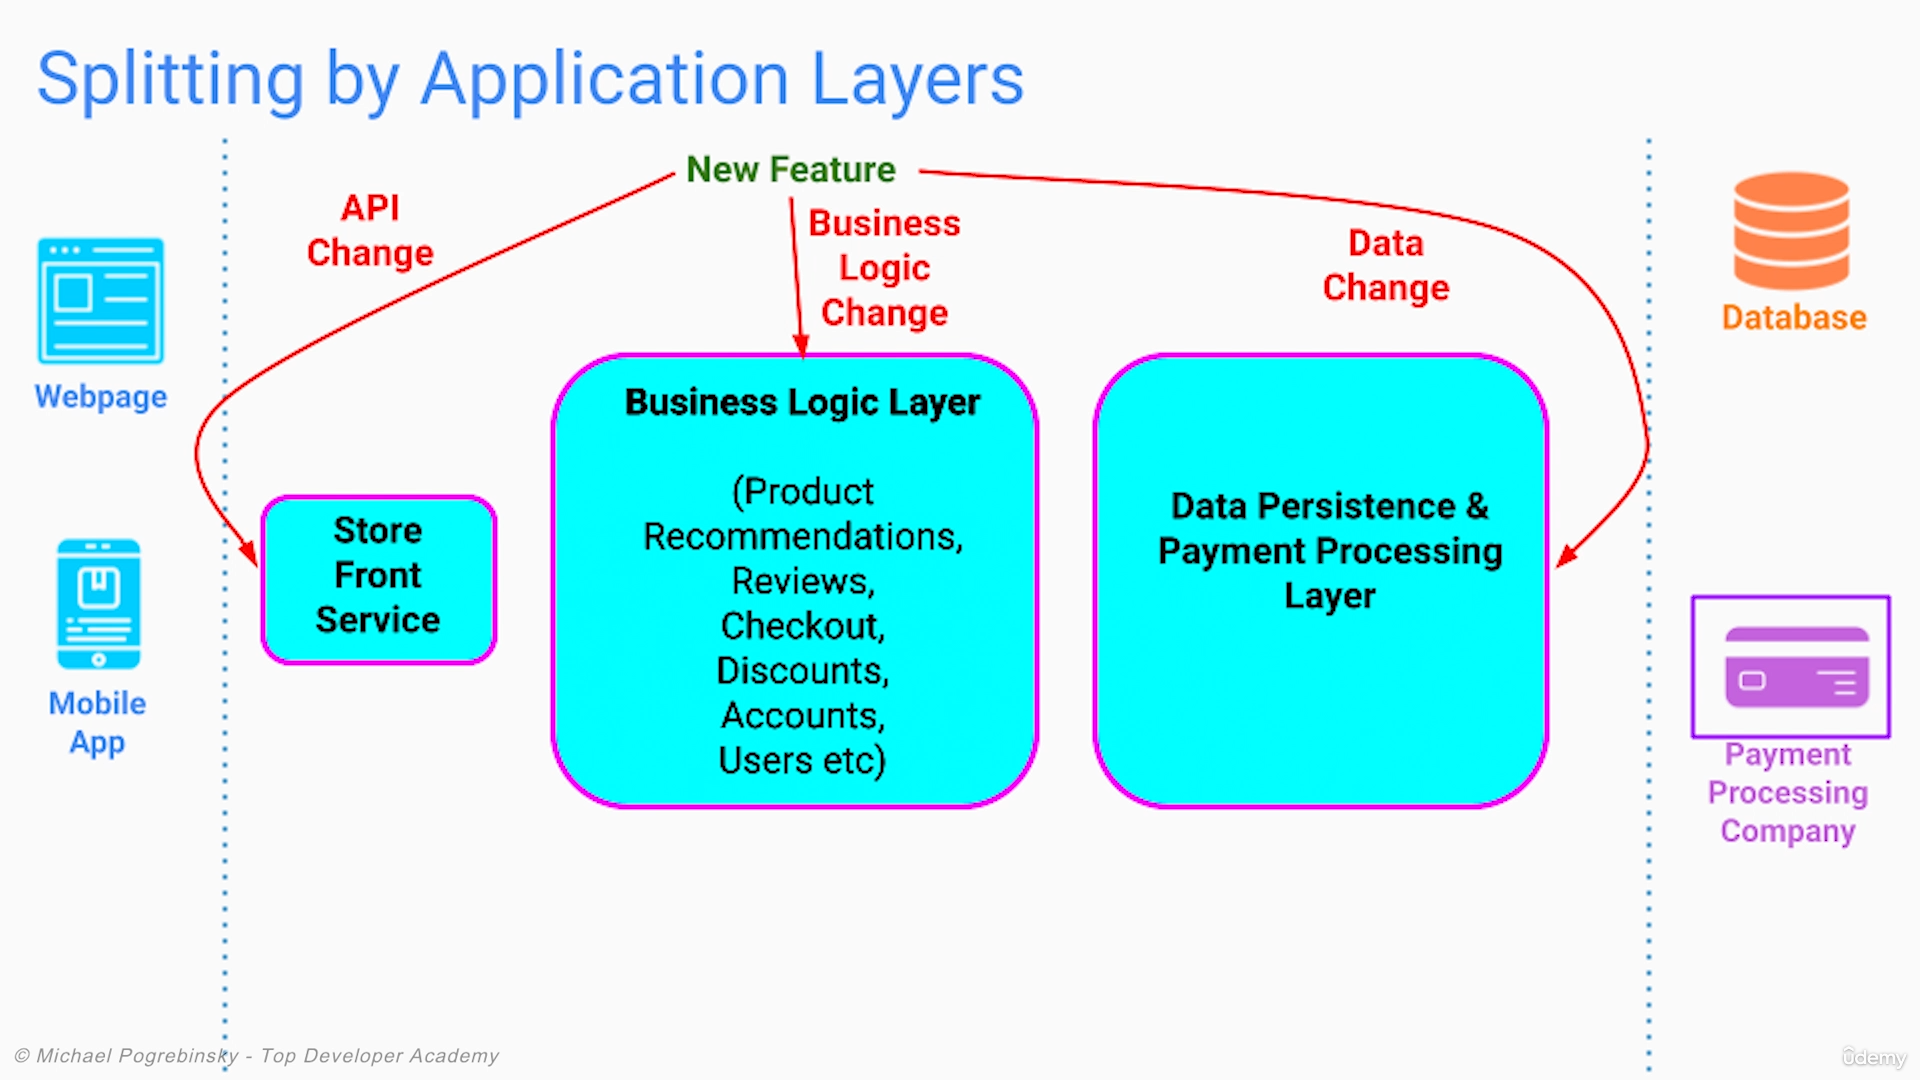 Splitting by Application Layers
New Feature
API
Change
Business
Logic
Change
Data
Change
Webpage
Mobile
App
Store
Front
Service
Business Logic Layer
(Product
Recommendations,
Reviews,
Checkout,
Discounts,
Accounts,
Users etc)
Data Persistence &
Payment Processing
Layer
Database
Payment
Processing
Company
© Michael Pogrebinsky - Top Developer Academy
ûdemy